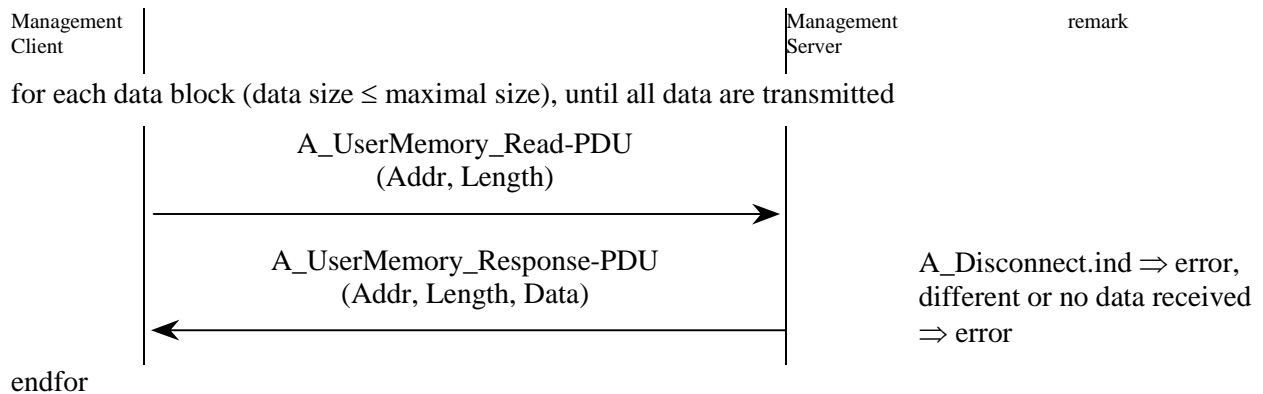 Management Client
Management Server
remark
for each data block (data size ≤ maximal size), until all data are transmitted
A_UserMemory_Read-PDU
(Addr, Length)
A_UserMemory_Response-PDU
(Addr, Length, Data)
A_Disconnect.ind ⇒ error,
different or no data received
⇒ error
endfor